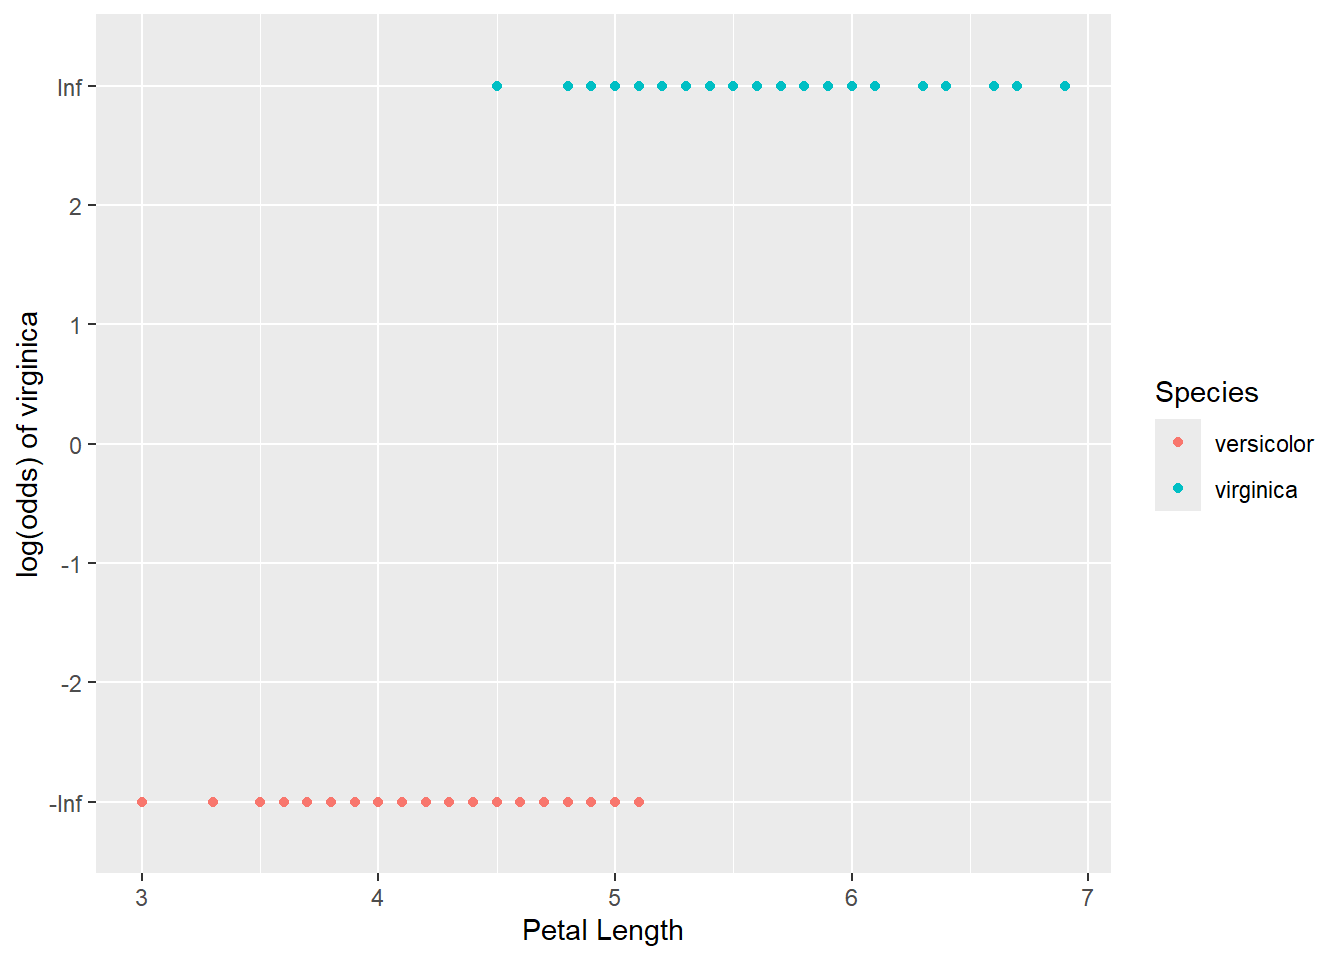 log(odds) of virginica
Inf
2
1
0
-1
-2
-Inf
3 4 5 6 7
Petal Length
Species
versicolor
virginica